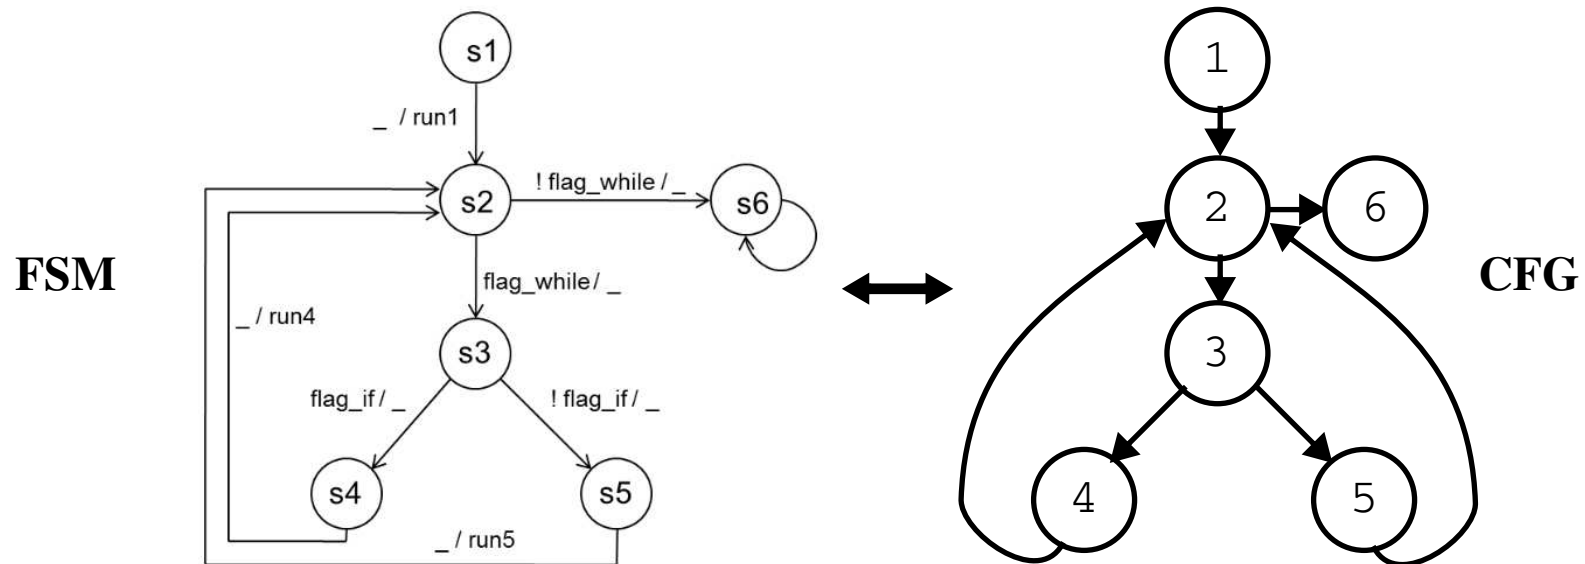 s1
_ / run1
s2
! flag_while / _
s6
flag_while / _
FSM
_ / run4
s3
flag_if / _
! flag_if / _
s4
s5
_ / run5
1
2
6
CFG
3
4
5